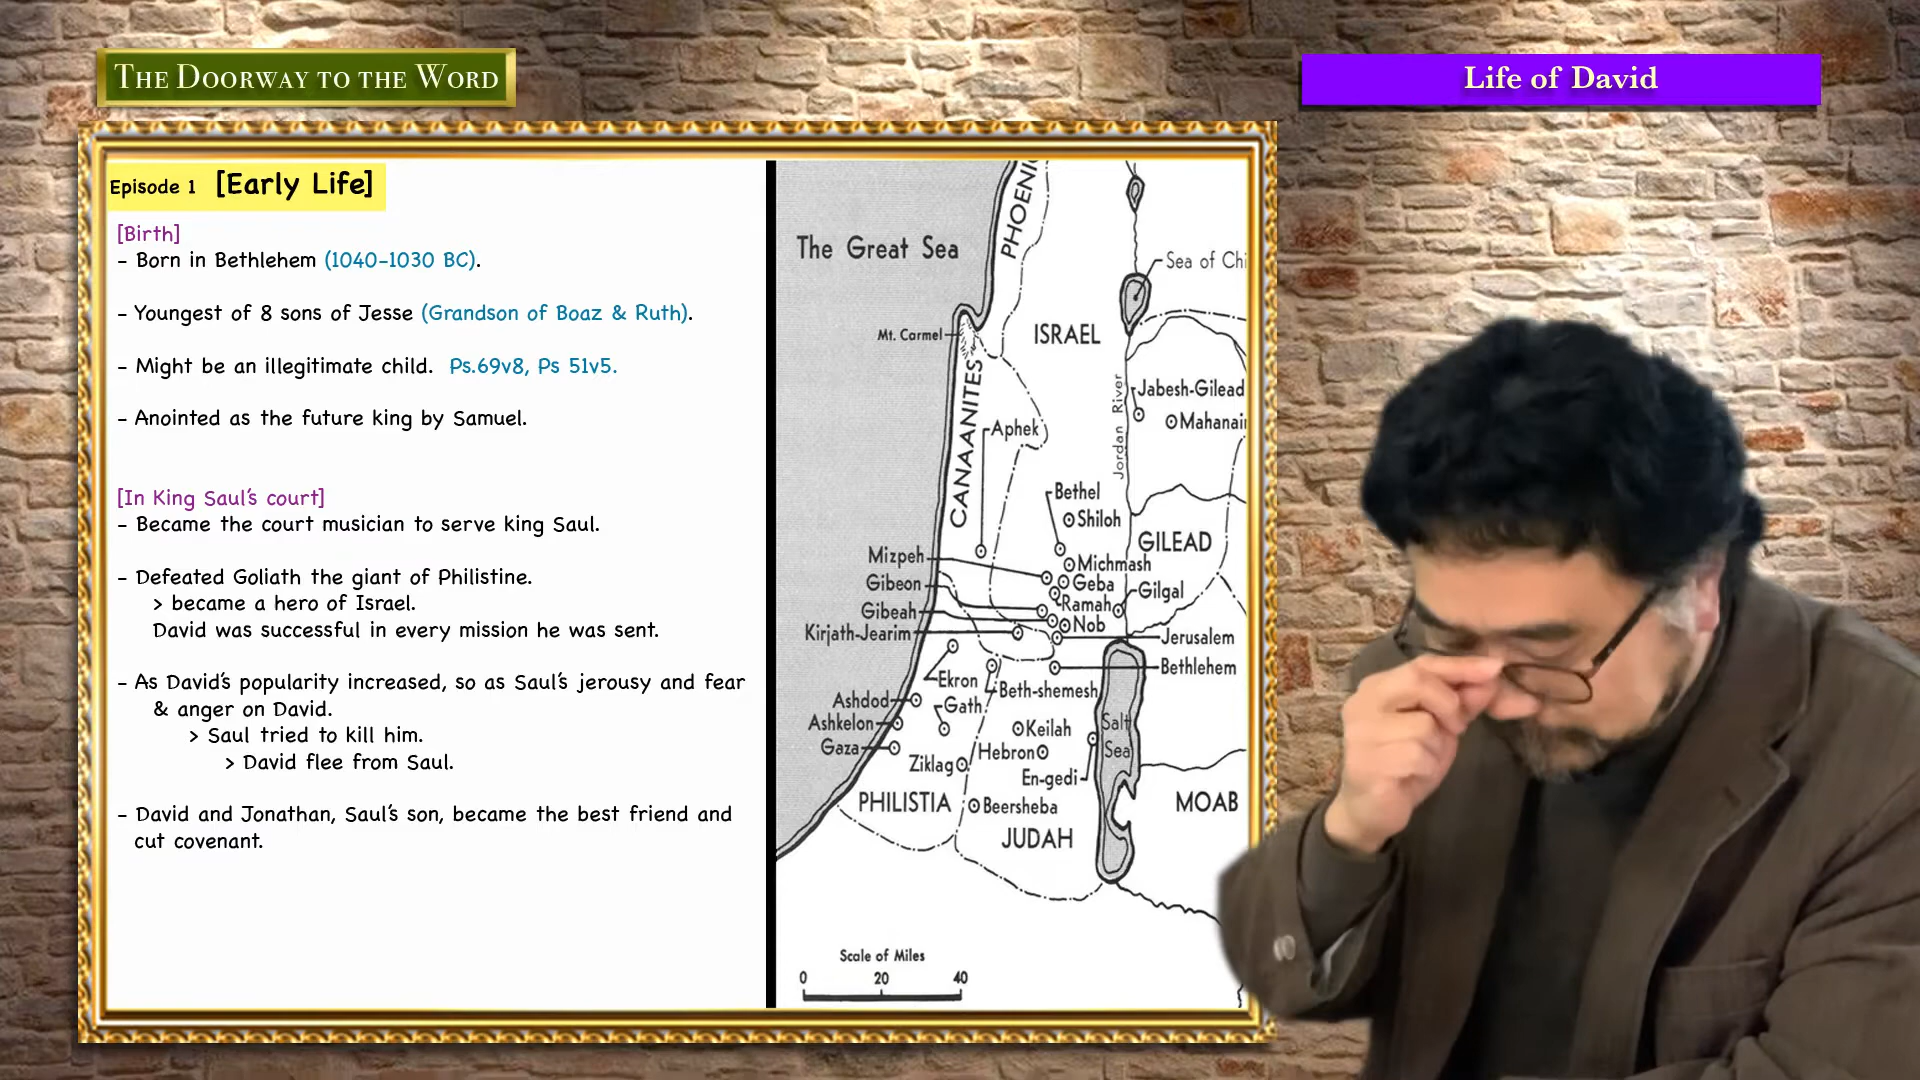 THE DOORWAY TO THE WORD
Life of David
Episode 1 [Early Life]
[Birth]
- Born in Bethlehem (1040-1030 BC).
- Youngest of 8 sons of Jesse (Grandson of Boaz & Ruth).
- Might be an illegitimate child. Ps.69v8, Ps 51v5.
- Anointed as the future king by Samuel.
[In King Saul's court]
- Became the court musician to serve king Saul.
- Defeated Goliath the giant of Philistine.
> became a hero of Israel.
David was successful in every mission he was sent.
- As David's popularity increased, so as Saul's jerousy and fear
& anger on David.
> Saul tried to kill him.
> David flee from Saul.
- David and Jonathan, Saul's son, became the best friend and
cut covenant.
PHOENIC
The Great Sea
Sea of Chi
Mt. Carmel
ISRAEL
CANAANITES
Jordan River
Jabesh-Gilead
Mahanai
Aphek
Bethel
Shiloh
GILEAD
Mizpeh
Michmash
Gibeon
Geba
Gilgal
Ramah
Gibeah
Nob
Kirjath-Jearim
Jerusalem
Bethlehem
Ekron
Beth-shemesh
Ashdod
Gath
Ashkelon
Keilah
Salt
Sea
Gaza
Hebron
Ziklag
En-gedi
PHILISTIA
Beersheba
MOAB
JUDAH
Scale of Miles
0 20 40